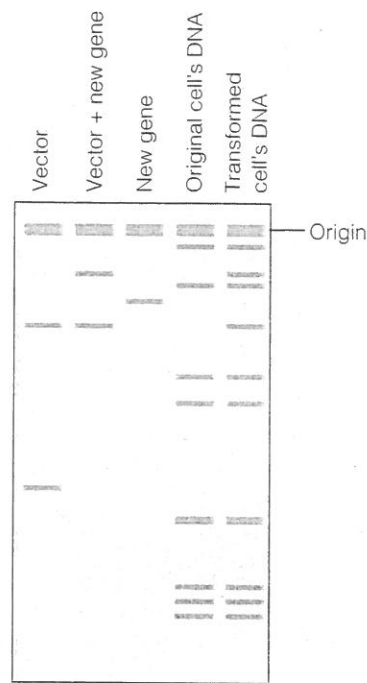 Vector
Vector + new gene
New gene
Original cell's DNA
Transformed
cell's DNA
Origin